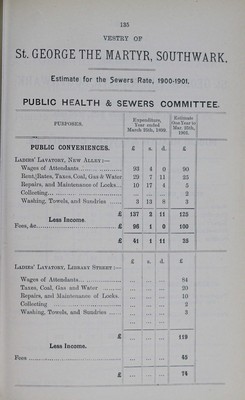 135
VESTRY OF
St. GEORGE THE MARTYR, SOUTHWARK.
Estimate for the Sewers Rate, 1900-1901.
PUBLIC HEALTH & SEWERS COMMITTEE.
PURPOSES. Expenditure, Year ended March 25th, 1899. Estimate One Year to Mar. 25th, 1901.
PUBLIC CONVENIENCES. £ s. d. £
LADIES' LAVATORY, NEW ALLEY :—
Wages of Attendants 93 4 0 90
Rent, Rates, Taxes, Coal, Gas & Water 29 7 11 25
Repairs, and Maintenance of Locks 10 17 4 5
Collecting ... ... ... 2
Washing, Towels, and Sundries 3 13 8 3
£ 137 2 11 125
Less Income.
Fees, &c. £ 96 1 0 100
£ 41 1 11 25
£ s. d. £
LADIES' LAVATORY, LIBRARY STREET :—
Wages of Attendants ... ... ... 84
Taxes, Coal, Gas and Water ... ... ... 20
Repairs, and Maintenance of Locks ... ... ... 10
Collecting ... ... ... 2
Washing, Towels, and Sundries ... ... ... 3
£ ... ... ... 119
Less Income.
Fees ... ... ... 45
£ ... ... ... 74